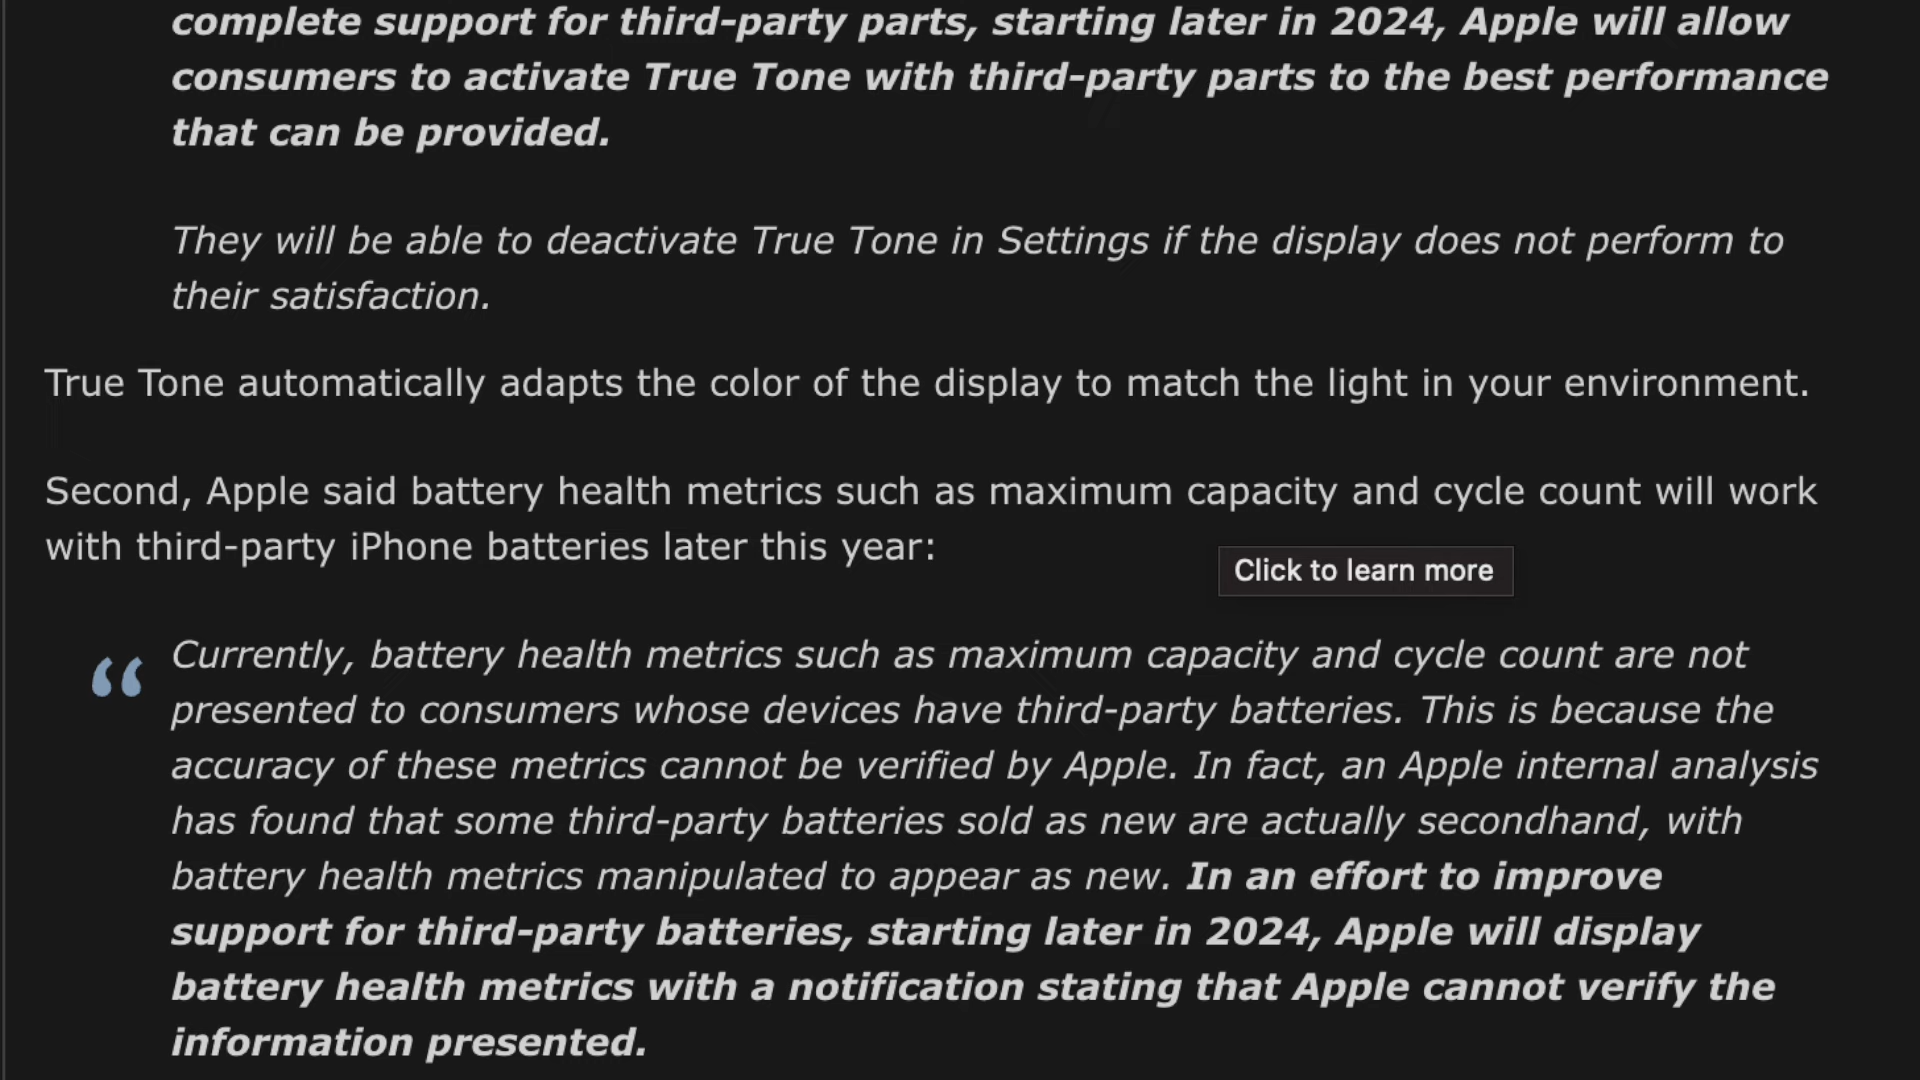 complete support for third-party parts, starting later in 2024, Apple will allow
consumers to activate True Tone with third-party parts to the best performance
that can be provided.
They will be able to deactivate True Tone in Settings if the display does not perform to
their satisfaction.
True Tone automatically adapts the color of the display to match the light in your environment.
Second, Apple said battery health metrics such as maximum capacity and cycle count will work
with third-party iPhone batteries later this year:
Click to learn more
“ Currently, battery health metrics such as maximum capacity and cycle count are not
presented to consumers whose devices have third-party batteries. This is because the
accuracy of these metrics cannot be verified by Apple. In fact, an Apple internal analysis
has found that some third-party batteries sold as new are actually secondhand, with
battery health metrics manipulated to appear as new. In an effort to improve
support for third-party batteries, starting later in 2024, Apple will display
battery health metrics with a notification stating that Apple cannot verify the
information presented.